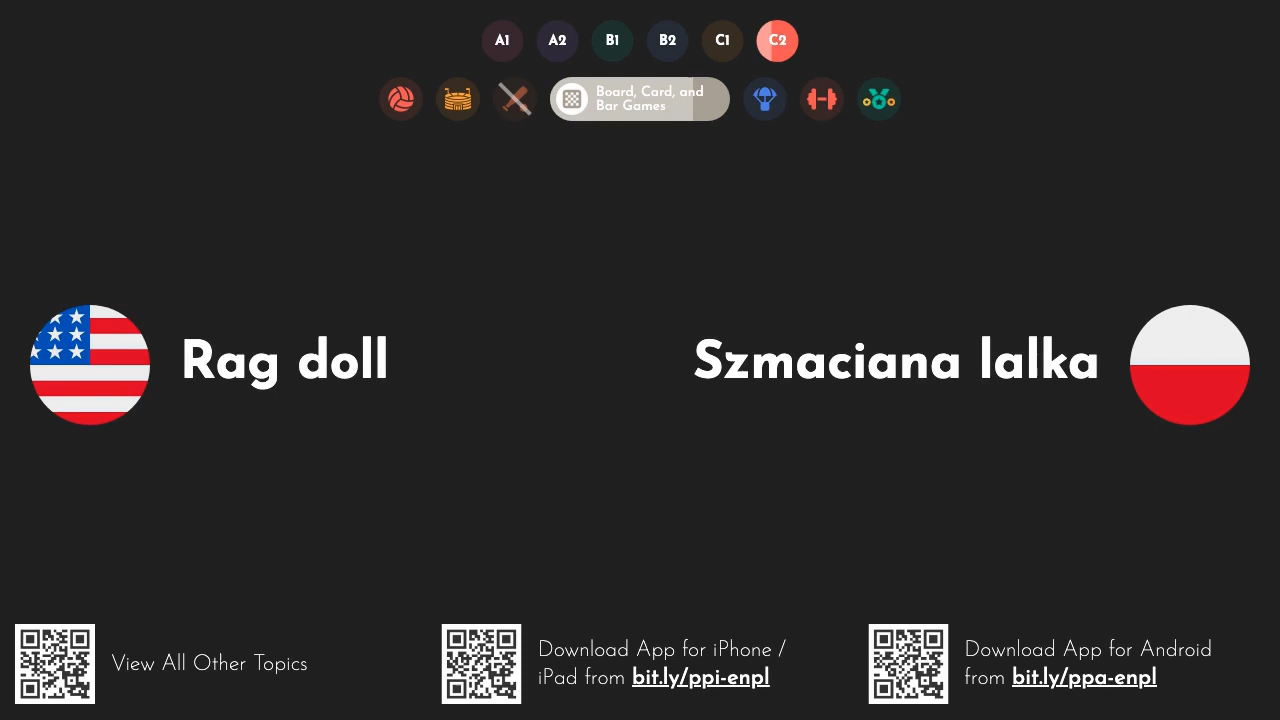 A1 A2 B1 B2 C1 C2
Board, Card, and
Bar Games
Rag doll
Szmaciana lalka
View All Other Topics
Download App for iPhone /
iPad from bit.ly/ppi-enpl
Download App for Android
from bit.ly/ppa-enpl